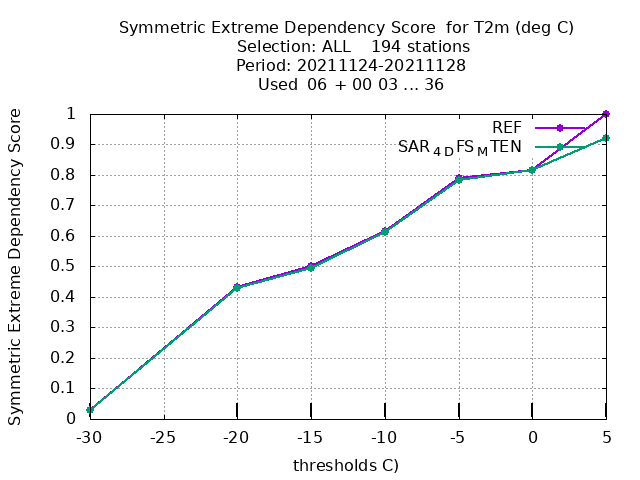 Symmetric Extreme Dependency Score  for T2m (deg C)
Selection: ALL    194 stations
Period: 20211124-20211128
Used  06 + 00 03 ... 36
REF
SAR4DFSMTEN
Symmetric Extreme Dependency Score
1
0.9
0.8
0.7
0.6
0.5
0.4
0.3
0.2
0.1
0
-30 -25 -20 -15 -10 -5 0 5
thresholds C)